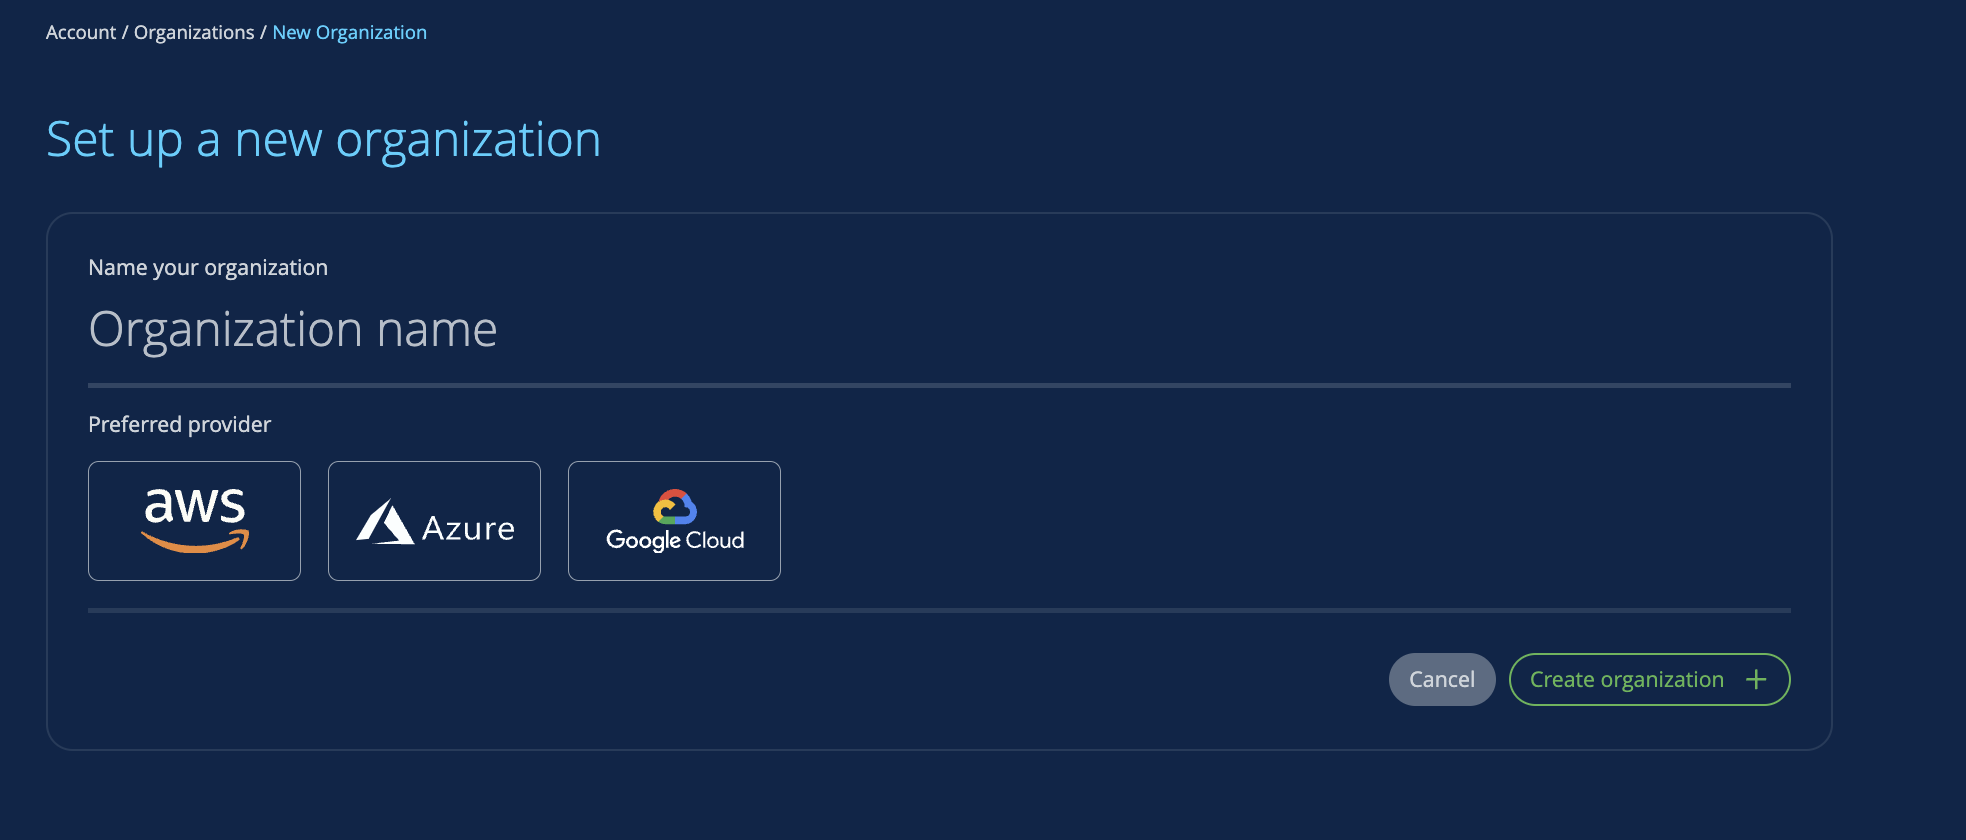 Account / Organizations / New Organization
Set up a new organization
Name your organization
Organization name
Preferred provider
aws
Azure
Google Cloud
Cancel
Create organization +